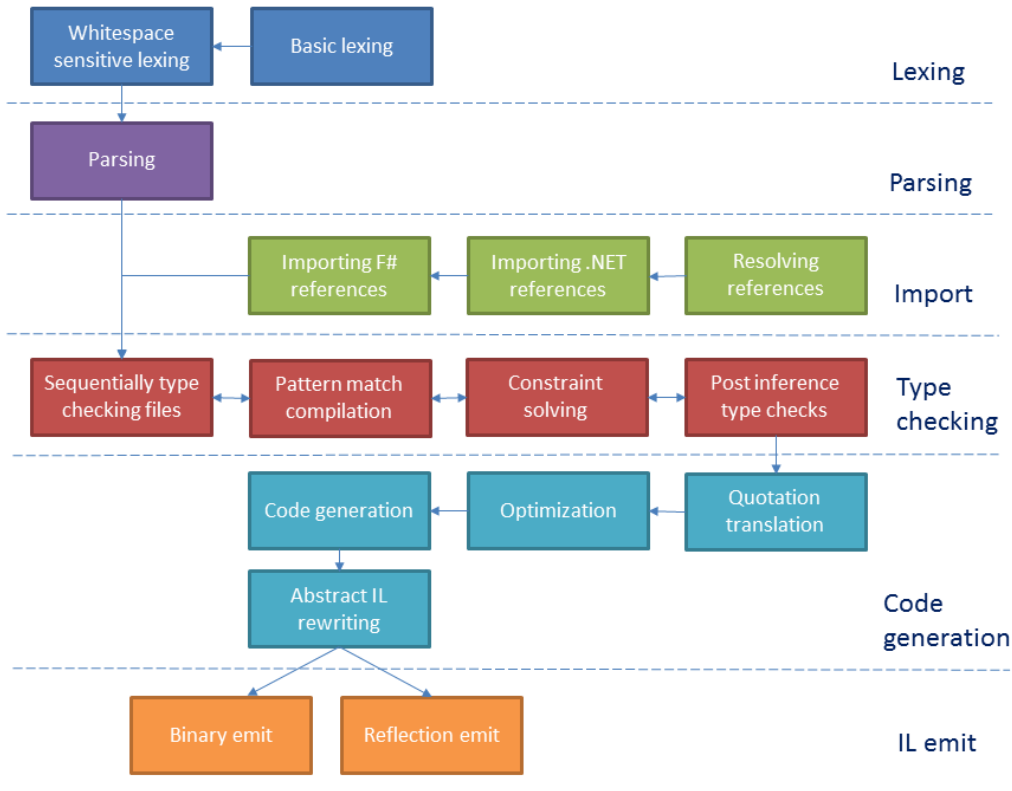 Whitespace
sensitive lexing
Basic lexing
Lexing
Parsing
Parsing
Importing F#
references
Importing .NET
references
Resolving
references
Import
Sequentially type
checking files
Pattern match
compilation
Constraint
solving
Post inference
type checks
Type
checking
Code generation
Optimization
Quotation
translation
Abstract IL
rewriting
Code
generation
Binary emit
Reflection emit
IL emit